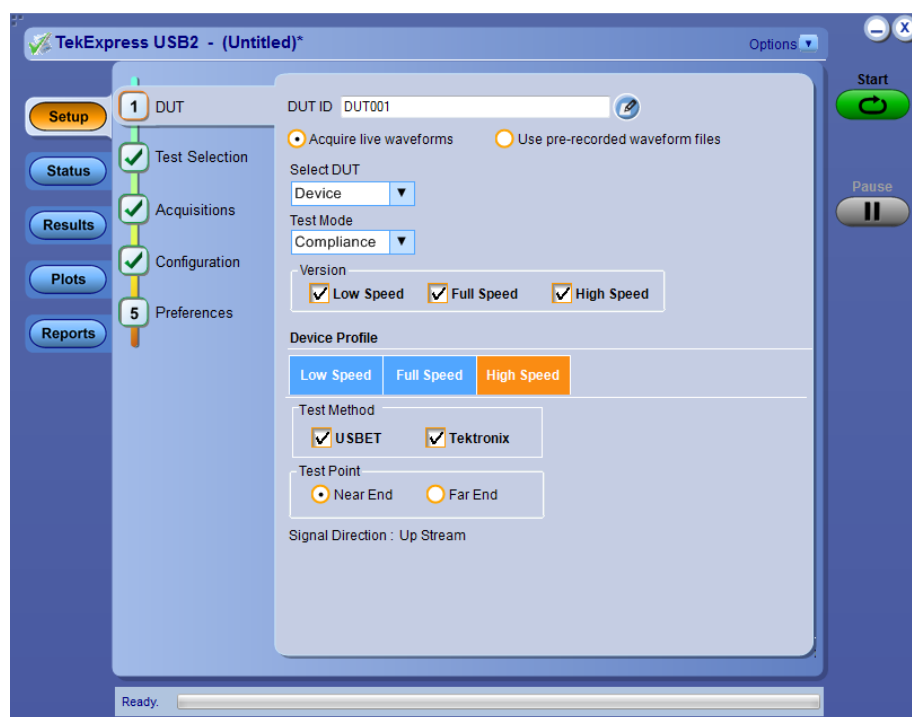 TekExpress USB2 - (Untitled)*
Options
Start
Pause
Setup
Status
Results
Plots
Reports
1 DUT
Test Selection
Acquisitions
Configuration
5 Preferences
DUT ID DUT001
Acquire live waveforms Use pre-recorded waveform files
Select DUT
Device
Test Mode
Compliance
Version
Low Speed Full Speed High Speed
Device Profile
Low Speed Full Speed High Speed
Test Method
USBET Tektronix
Test Point
Near End Far End
Signal Direction : Up Stream
Ready.